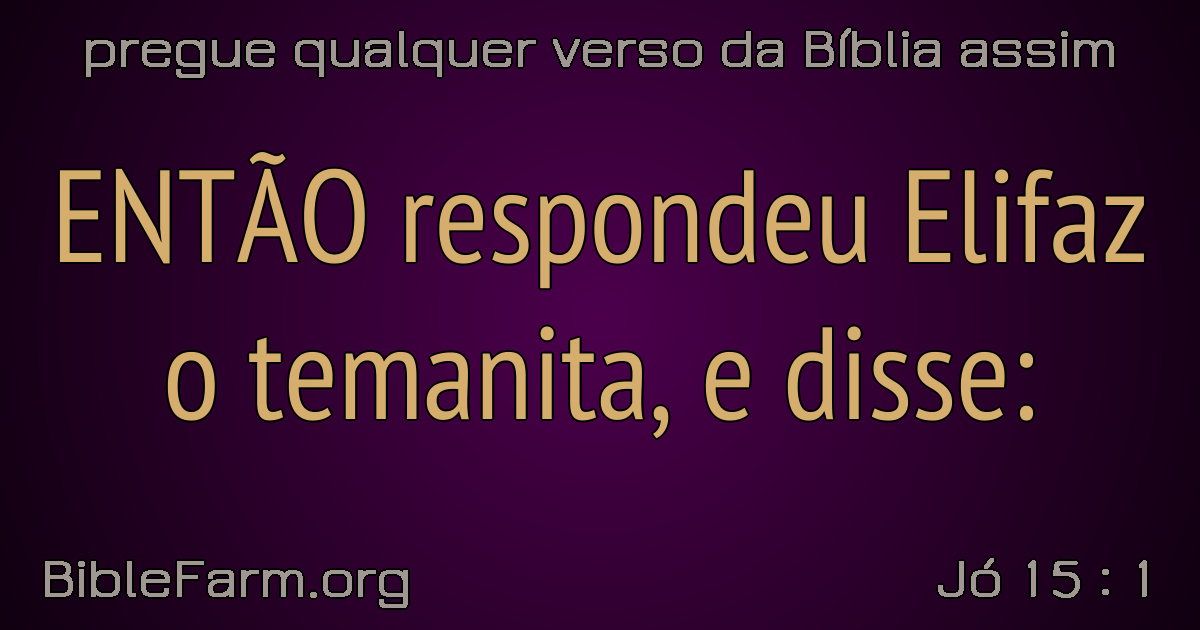 pregue qualquer verso da Bíblia assim
ENTÃO respondeu Elifaz
o temanita, e disse:
BibleFarm.org
Jó 15 : 1